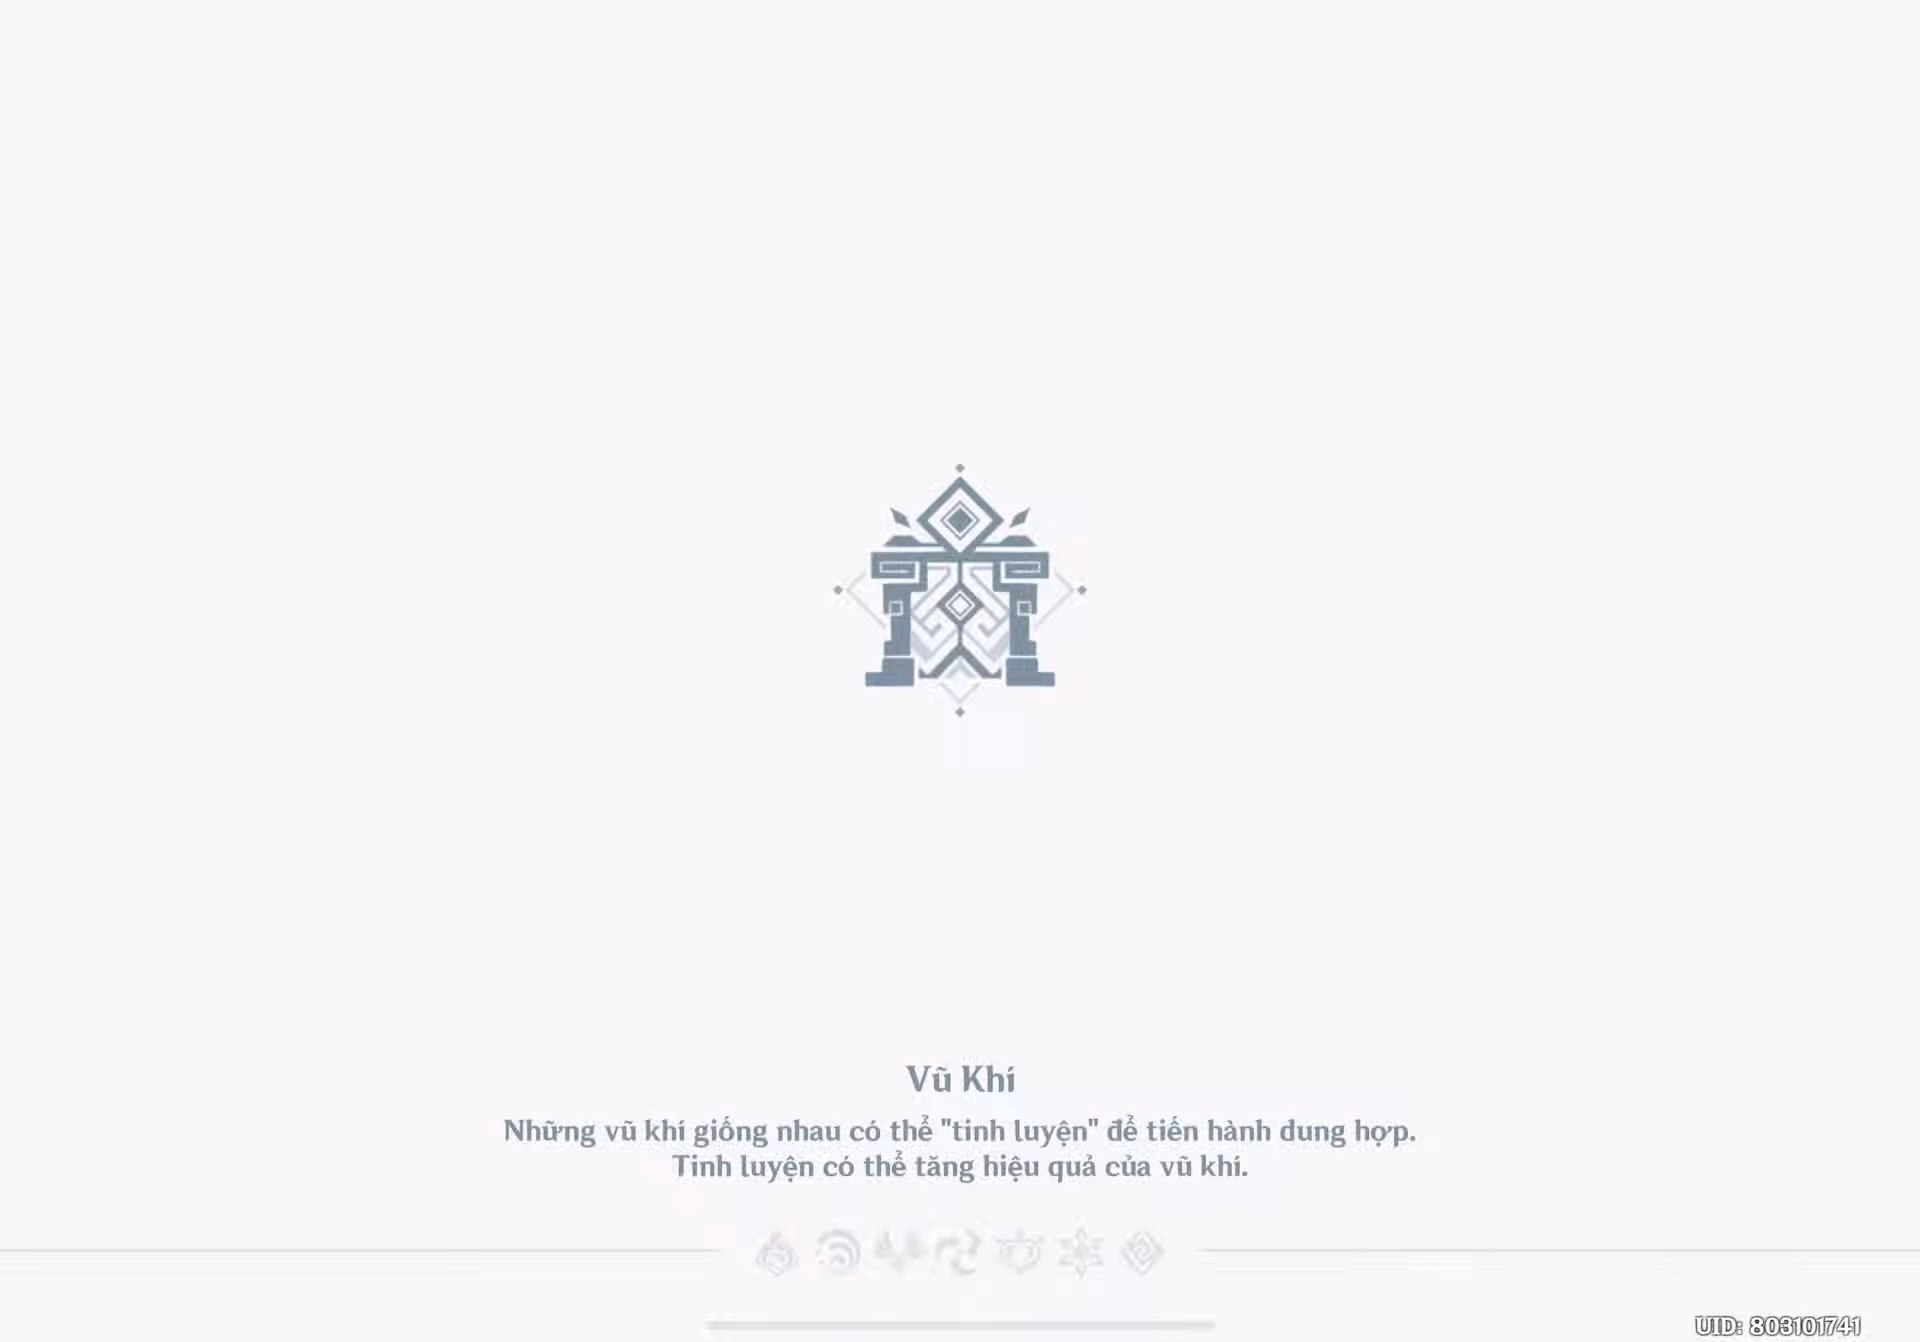 Vũ Khí
Những vũ khí giống nhau có thể "tinh luyện" để tiến hành dung hợp.
Tinh luyện có thể tăng hiệu quả của vũ khí.
UID: 803101741